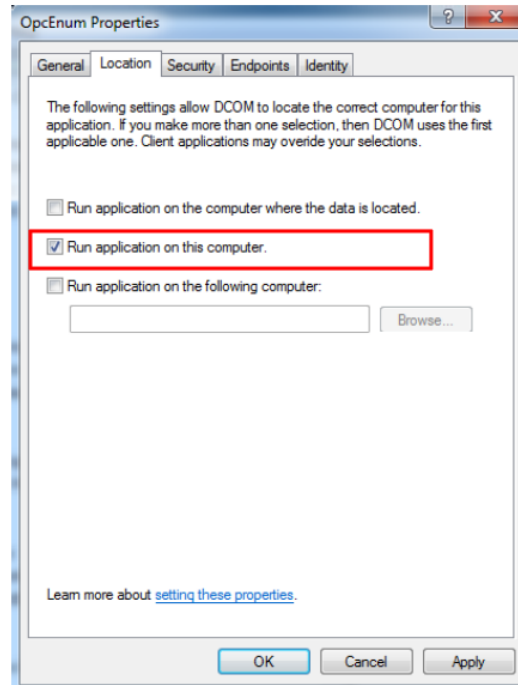 OpcEnum Properties
General Location Security Endpoints Identity
The following settings allow DCOM to locate the correct computer for this
application. If you make more than one selection, then DCOM uses the first
applicable one. Client applications may overide your selections.
Run application on the computer where the data is located.
Run application on this computer.
Run application on the following computer:
Browse...
Learn more about setting these properties.
OK Cancel Apply